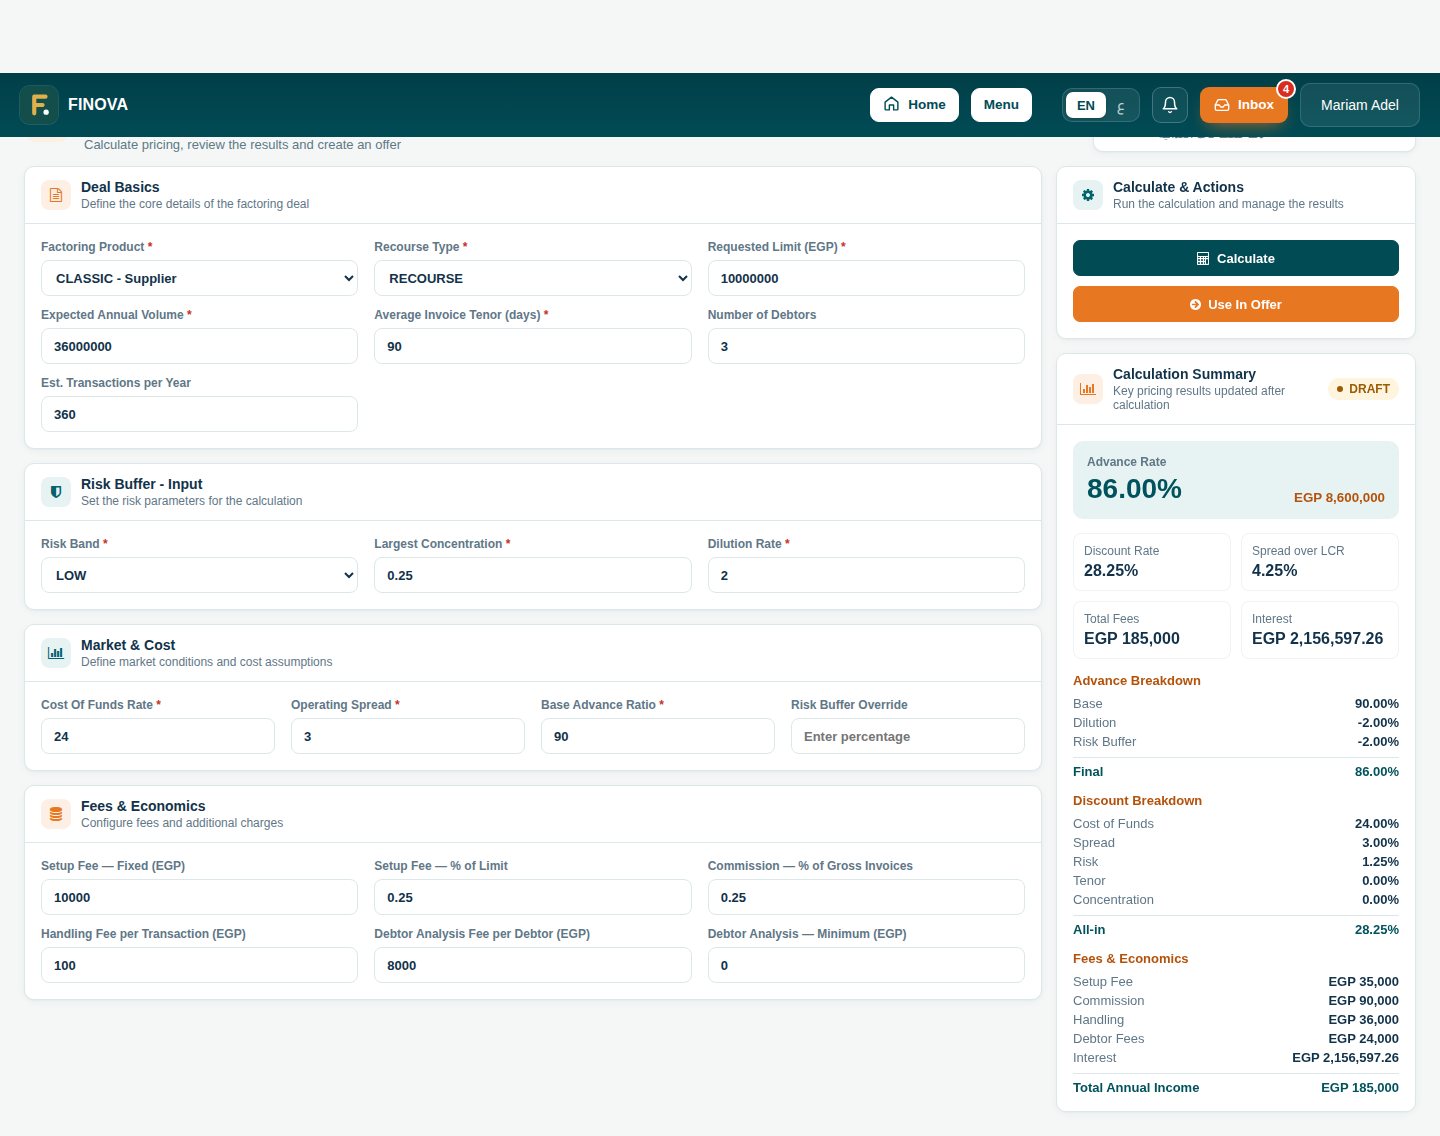 FINOVA
Home
Menu
EN
ع
Inbox
4
Mariam Adel
Calculate pricing, review the results and create an offer
Deal Basics
Define the core details of the factoring deal
Factoring Product *
Recourse Type *
Requested Limit (EGP) *
CLASSIC - Supplier
RECOURSE
10000000
Expected Annual Volume *
Average Invoice Tenor (days) *
Number of Debtors
36000000
90
3
Est. Transactions per Year
360
Risk Buffer - Input
Set the risk parameters for the calculation
Risk Band *
Largest Concentration *
Dilution Rate *
LOW
0.25
2
Market & Cost
Define market conditions and cost assumptions
Cost Of Funds Rate *
Operating Spread *
Base Advance Ratio *
Risk Buffer Override
24
3
90
Enter percentage
Fees & Economics
Configure fees and additional charges
Setup Fee — Fixed (EGP)
Setup Fee — % of Limit
Commission — % of Gross Invoices
10000
0.25
0.25
Handling Fee per Transaction (EGP)
Debtor Analysis Fee per Debtor (EGP)
Debtor Analysis — Minimum (EGP)
100
8000
0
Calculate & Actions
Run the calculation and manage the results
Calculate
Use In Offer
Calculation Summary
Key pricing results updated after
calculation
DRAFT
Advance Rate
86.00%
EGP 8,600,000
Discount Rate
28.25%
Spread over LCR
4.25%
Total Fees
EGP 185,000
Interest
EGP 2,156,597.26
Advance Breakdown
Base 90.00%
Dilution -2.00%
Risk Buffer -2.00%
Final 86.00%
Discount Breakdown
Cost of Funds 24.00%
Spread 3.00%
Risk 1.25%
Tenor 0.00%
Concentration 0.00%
All-in 28.25%
Fees & Economics
Setup Fee EGP 35,000
Commission EGP 90,000
Handling EGP 36,000
Debtor Fees EGP 24,000
Interest EGP 2,156,597.26
Total Annual Income EGP 185,000